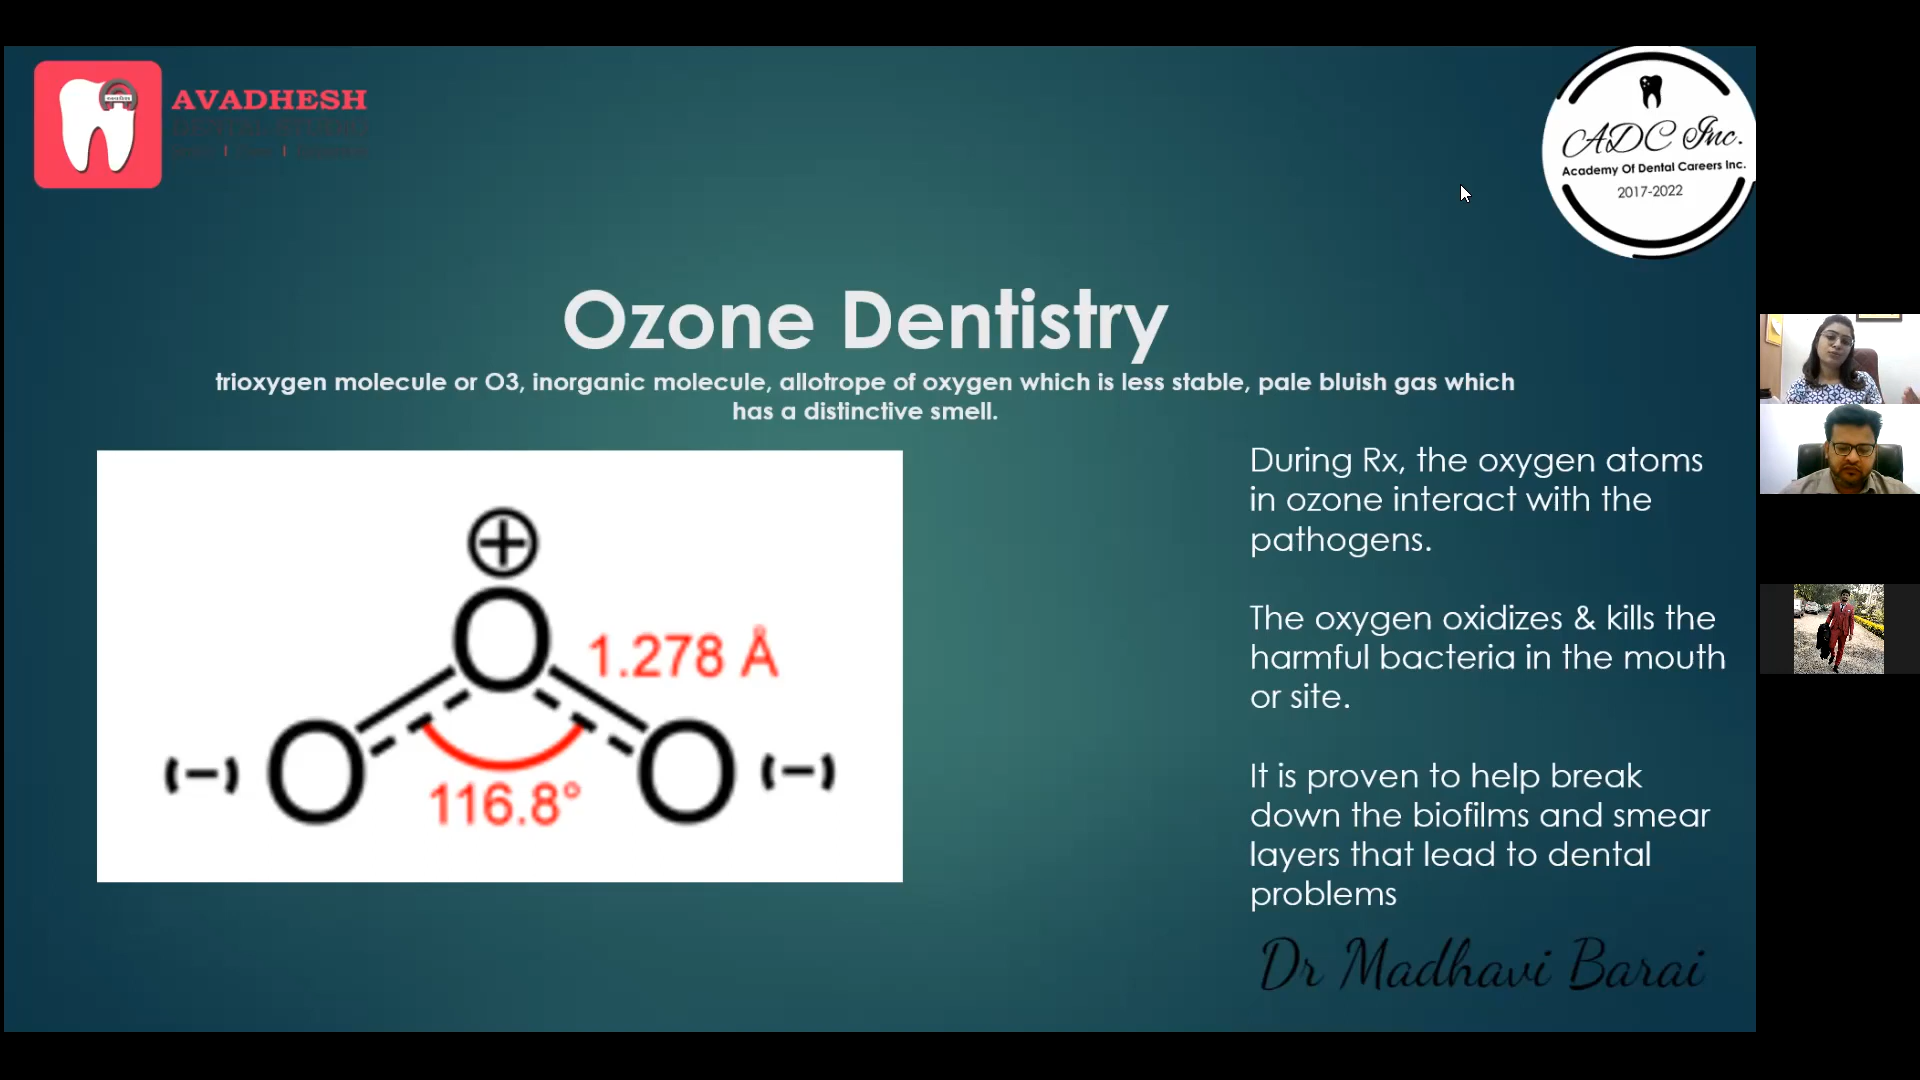 AVADHESH
DENTAL STUDIO
ADC Inc.
Academy Of Dental Careers Inc.
2017-2022
Ozone Dentistry
trioxygen molecule or O3, inorganic molecule, allotrope of oxygen which is less stable, pale bluish gas which
has a distinctive smell.
O
1.278 Å
(−) O O (−)
116.8°
During Rx, the oxygen atoms
in ozone interact with the
pathogens.
The oxygen oxidizes & kills the
harmful bacteria in the mouth
or site.
It is proven to help break
down the biofilms and smear
layers that lead to dental
problems
Dr Madhavi Barai